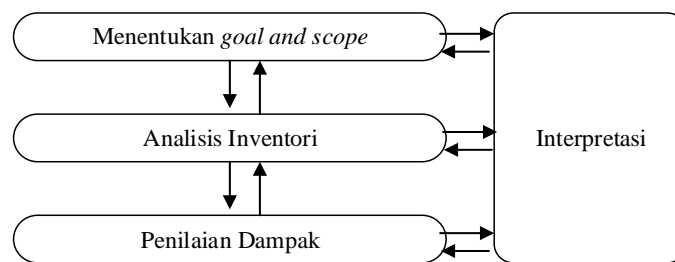 Menentukan goal and scope
Analisis Inventori
Interpretasi
Penilaian Dampak